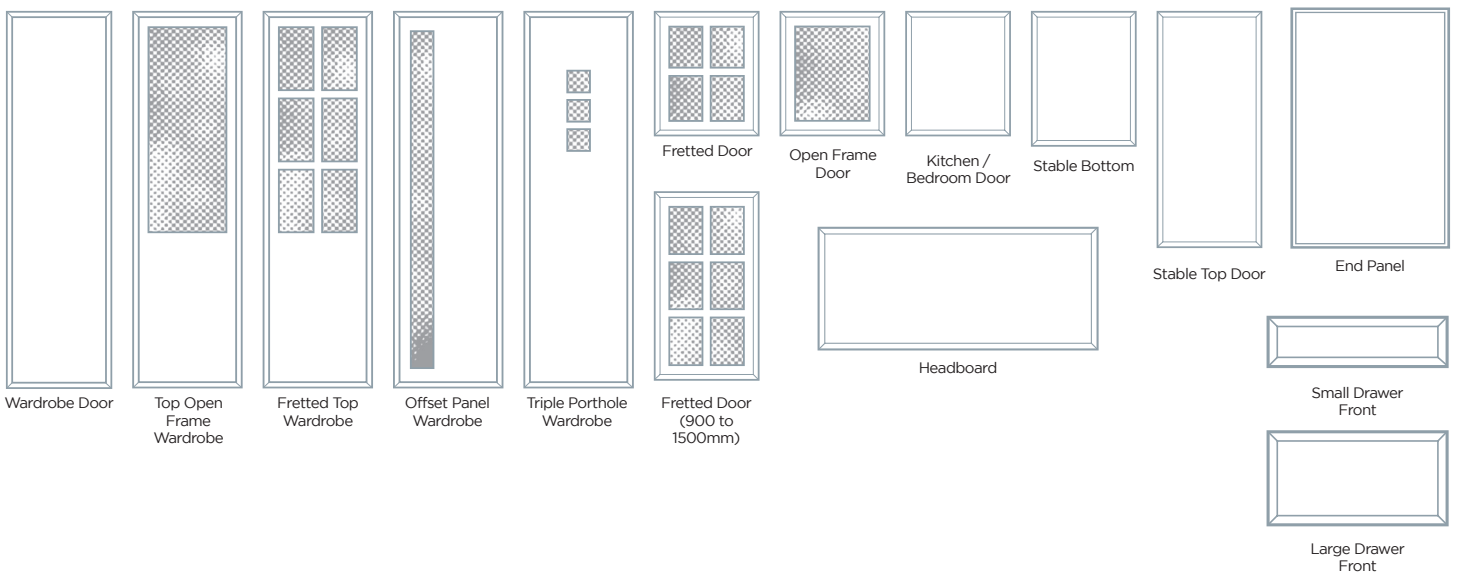 Fretted Door
Open Frame
Door
Kitchen /
Bedroom Door
Stable Bottom
Stable Top Door
End Panel
Headboard
Wardrobe Door
Top Open
Frame
Wardrobe
Fretted Top
Wardrobe
Offset Panel
Wardrobe
Triple Porthole
Wardrobe
Fretted Door
(900 to
1500mm)
Small Drawer
Front
Large Drawer
Front